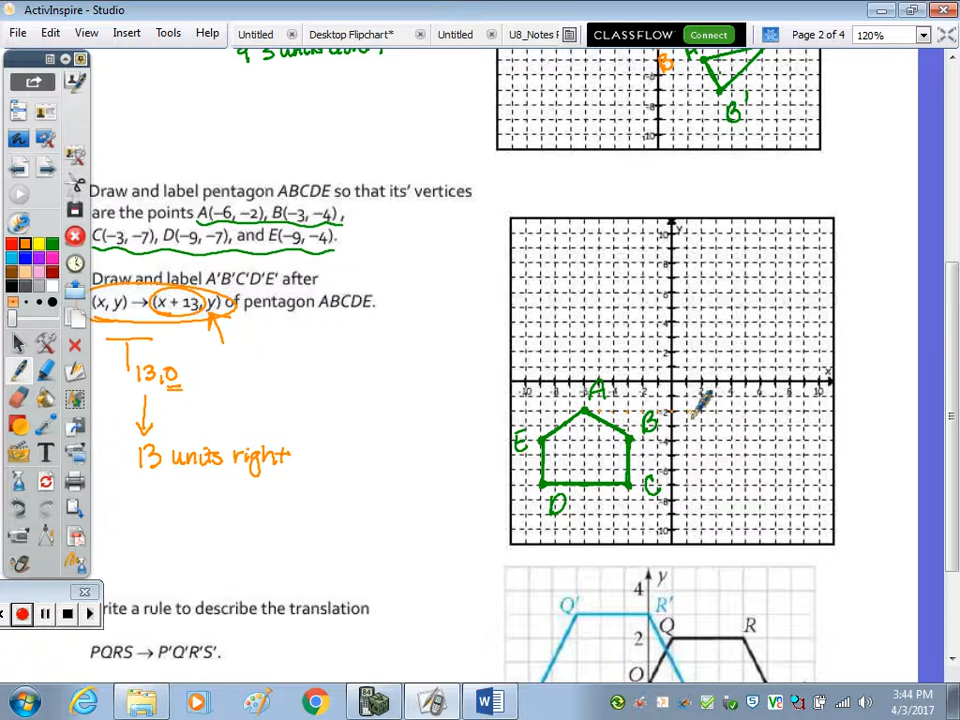 ActivInspire - Studio
File Edit View Insert Tools Help
Untitled Desktop Flipchart* Untitled U8_Notes F
CLASSFLOW Connect
Page 2 of 4 120%
B'
10
Draw and label pentagon ABCDE so that its' vertices
are the points A(−6, −2), B(−3, −4),
C(−3, −7), D(−9, −7), and E(−9, −4).
Draw and label A'B'C'D'E' after
(x, y) → (x + 13, y) of pentagon ABCDE.
T
13,0
13 units right
y
x
A
B
E
C
D
rite a rule to describe the translation
PQRS → P'Q'R'S'.
4 y
Q' R'
Q R
2
O
3:44 PM
4/3/2017